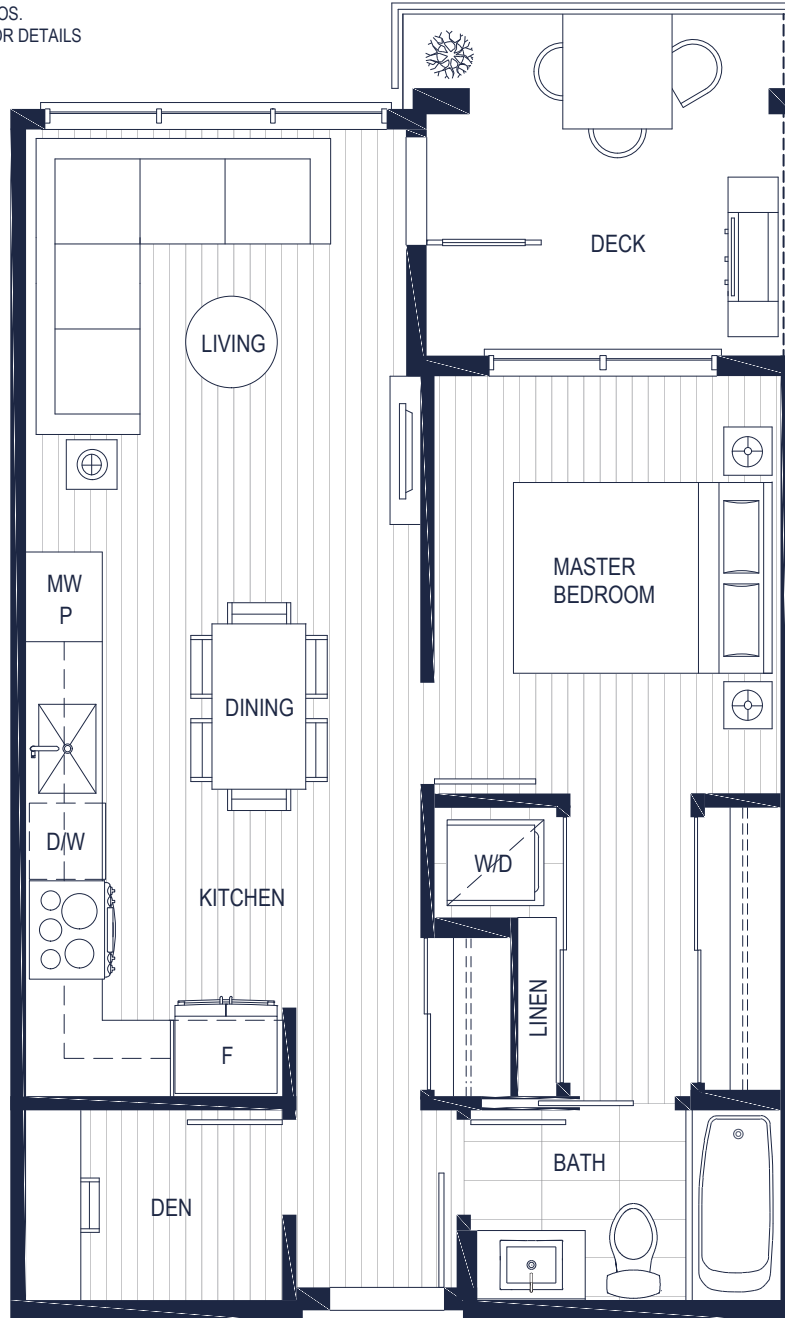 OS.
OR DETAILS
DECK
LIVING
MW
P
MASTER
BEDROOM
DINING
D/W
W/D
KITCHEN
LINEN
F
BATH
DEN